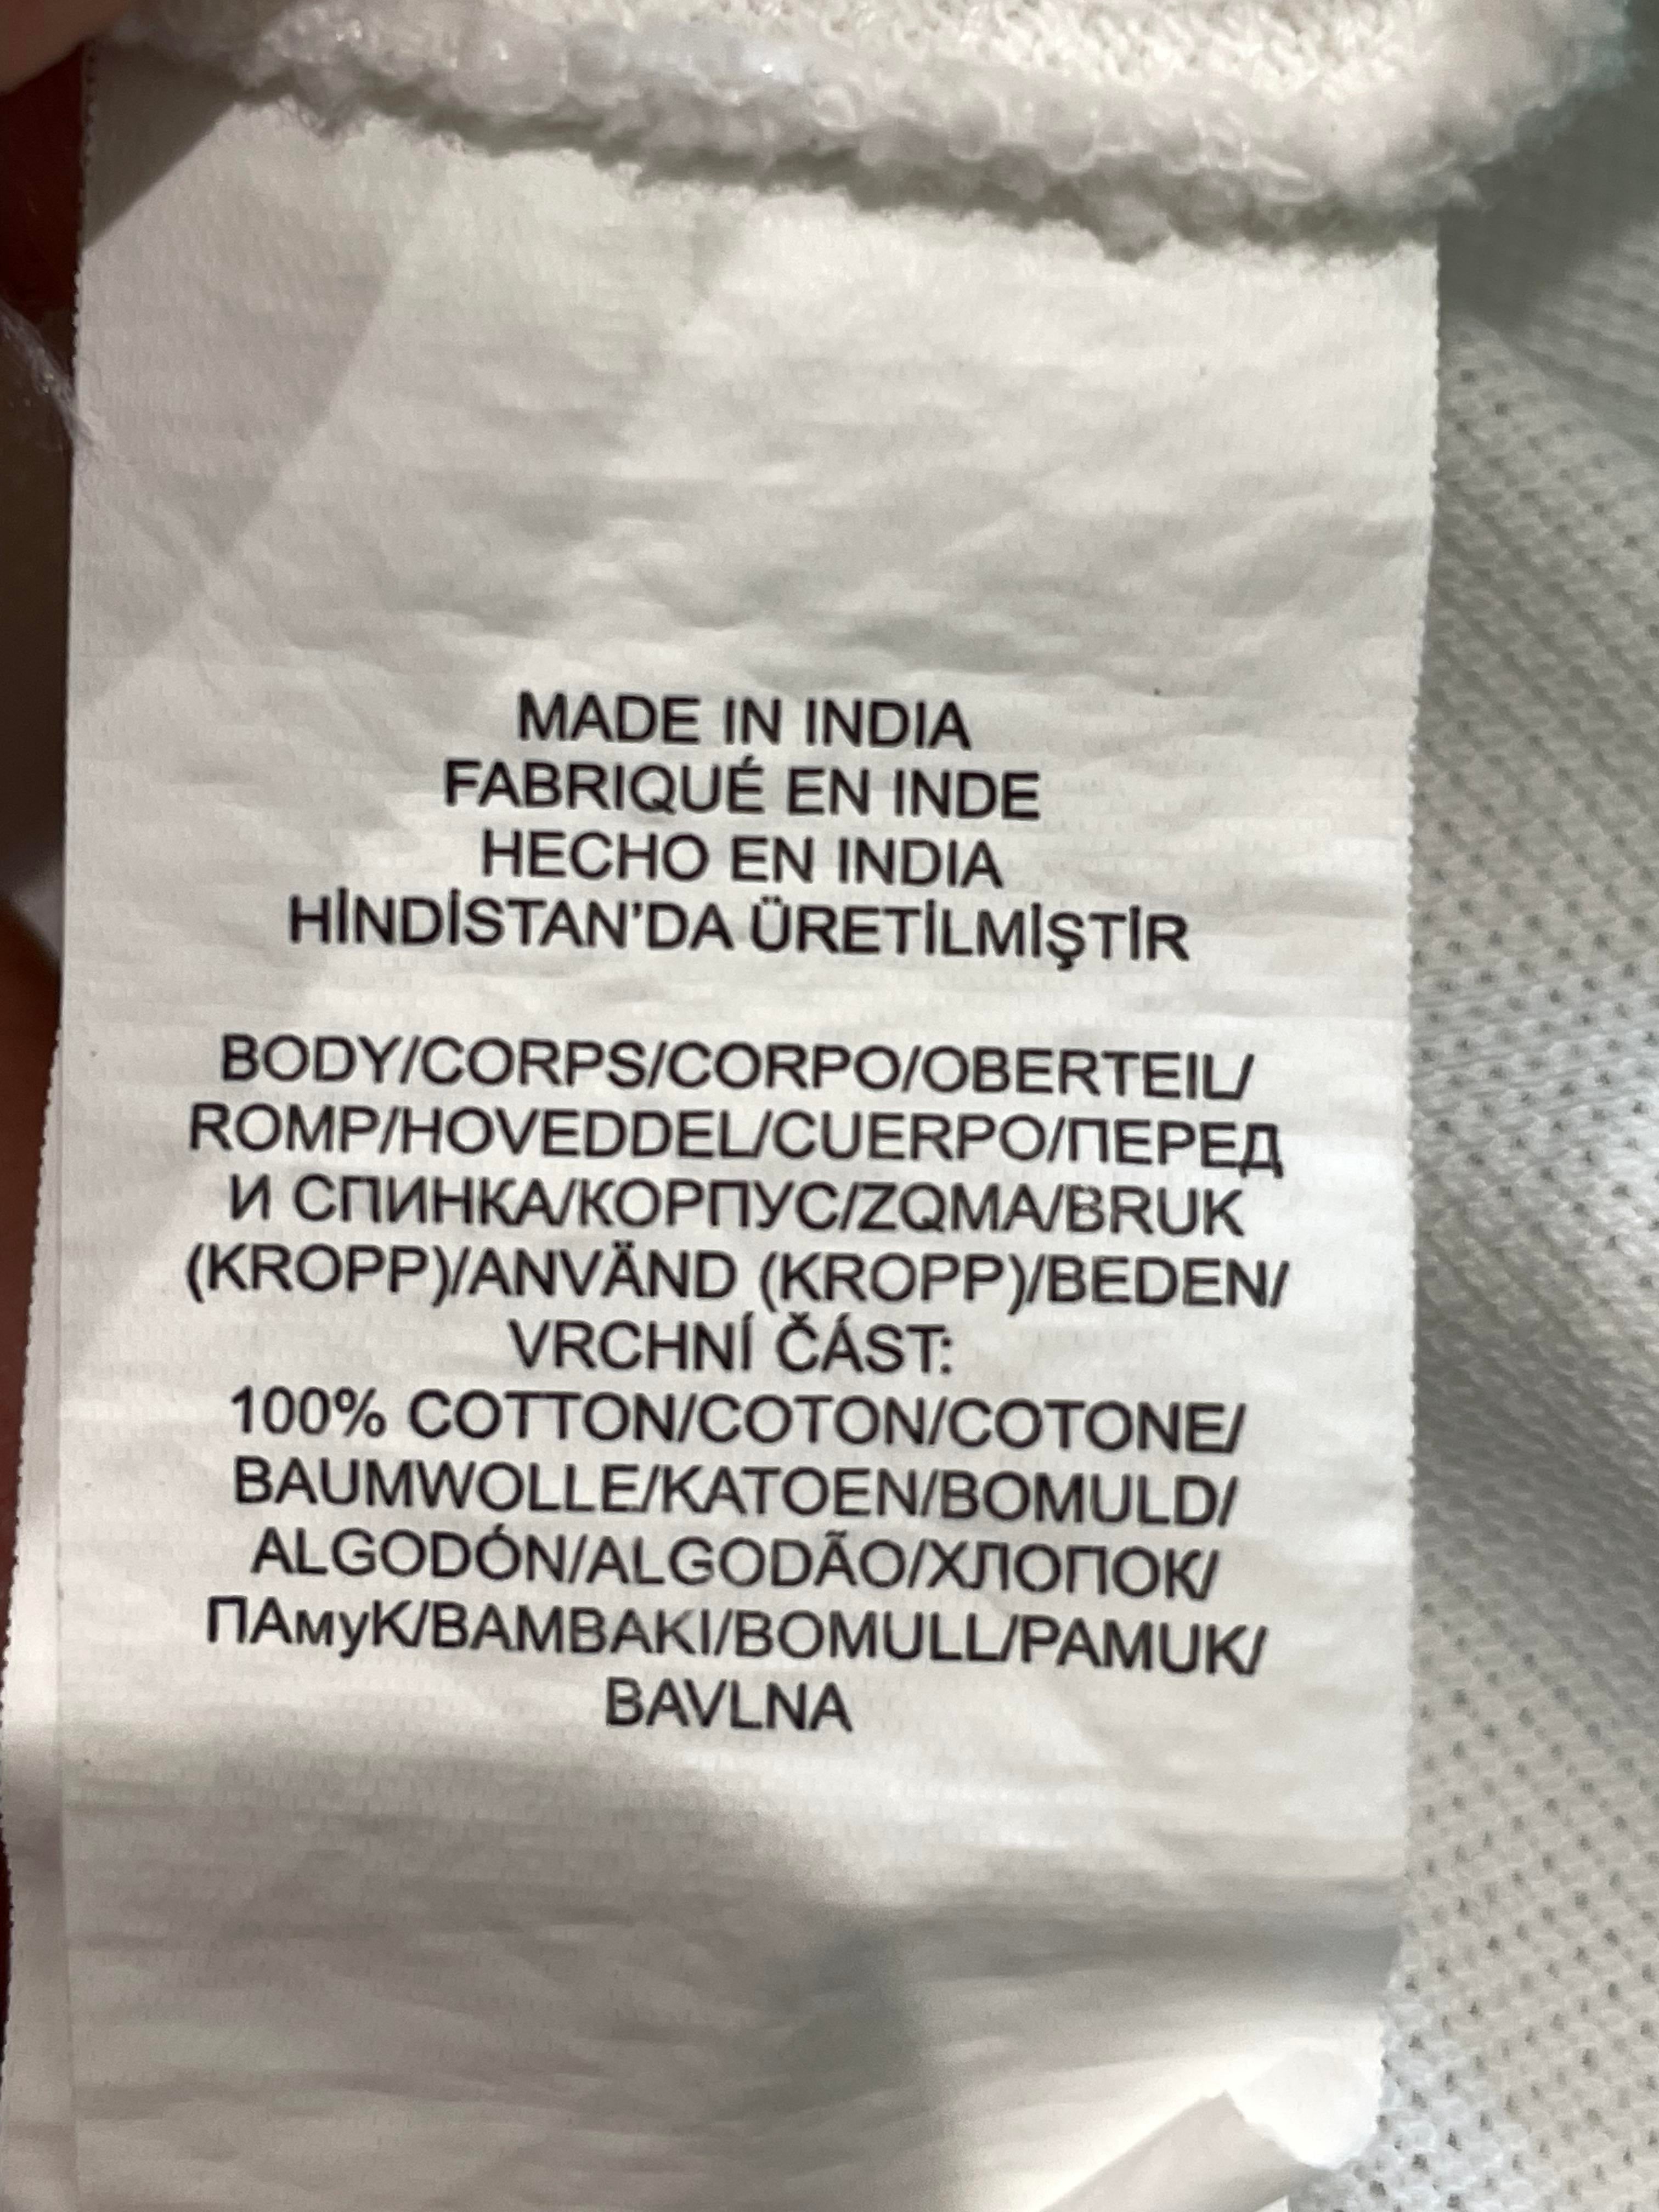 MADE IN INDIA
FABRIQUÉ EN INDE
HECHO EN INDIA
HİNDİSTAN'DA ÜRETİLMİŞTİR
BODY/CORPS/CORPO/OBERTEIL/
ROMP/HOVEDDEL/CUERPO/ПЕРЕД
И СПИНКА/КОРПУС/ZQMA/BRUK
(KROPP)/ANVÄND (KROPP)/BEDEN/
VRCHNÍ ČÁST:
100% COTTON/COTON/COTONE/
BAUMWOLLE/KATOEN/BOMULD/
ALGODÓN/ALGODÃO/ХЛОПОК/
ПАмуК/BAMBAKI/BOMULL/PAMUK/
BAVLNA